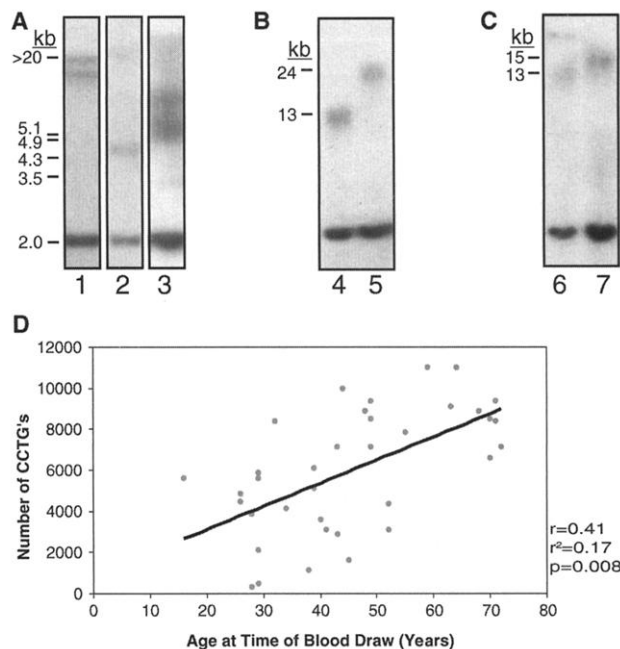 A
kb
>20
5.1
4.9
4.3
3.5
2.0
1 2 3
B
kb
24
13
4 5
C
kb
15
13
6 7
D
12000
10000
8000
6000
4000
2000
0
Number of CCTG's
0 10 20 30 40 50 60 70 80
Age at Time of Blood Draw (Years)
r=0.41
r²=0.17
p=0.008